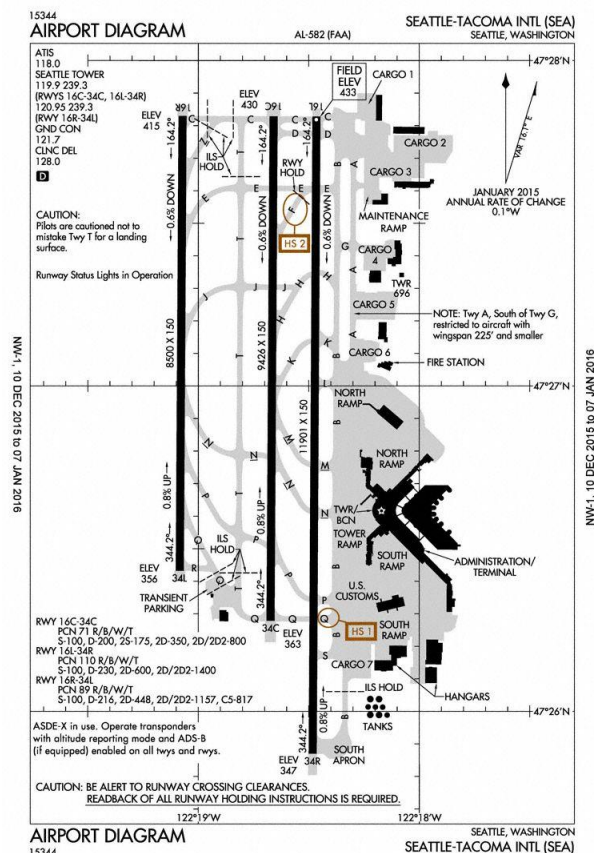 15344
AIRPORT DIAGRAM
AL-582 (FAA)
SEATTLE-TACOMA INTL (SEA)
SEATTLE, WASHINGTON
ATIS
118.0
SEATTLE TOWER
119.9 239.3
(RWYS 16C-34C, 16L-34R)
120.95 239.3
(RWY 16R-34L)
GND CON
121.7
CLNC DEL
128.0
D
CAUTION:
Pilots are cautioned not to
mistake Twy T for a landing
surface.
Runway Status Lights in Operation
ELEV
415
16R
ELEV
430
16C
16L
FIELD
ELEV
433
164.2°
164.2°
164.2°
ILS
HOLD
RWY
HOLD
HS 2
0.6% DOWN
0.6% DOWN
0.6% DOWN
CARGO 1
CARGO 2
CARGO 3
MAINTENANCE
RAMP
CARGO
4
TWR
696
CARGO 5
CARGO 6
FIRE STATION
47°28'N
VAR 16.1° E
JANUARY 2015
ANNUAL RATE OF CHANGE
0.1°W
NOTE: Twy A, South of Twy G,
restricted to aircraft with
wingspan 225' and smaller
8500 X 150
9426 X 150
11901 X 150
47°27'N
NORTH
RAMP
NORTH
RAMP
TWR/
BCN
TOWER
RAMP
SOUTH
RAMP
ADMINISTRATION/
TERMINAL
U.S.
CUSTOMS
SOUTH
RAMP
HS 1
CARGO 7
HANGARS
ILS HOLD
TANKS
47°26'N
0.8% UP
0.8% UP
0.8% UP
344.2°
344.2°
344.2°
ELEV
356
34L
ILS
HOLD
TRANSIENT
PARKING
34C
ELEV
363
ELEV
347
34R
SOUTH
APRON
RWY 16C-34C
PCN 71 R/B/W/T
S-100, D-200, 2S-175, 2D-350, 2D/2D2-800
RWY 16L-34R
PCN 110 R/B/W/T
S-100, D-230, 2D-600, 2D/2D2-1400
RWY 16R-34L
PCN 89 R/B/W/T
S-100, D-216, 2D-448, 2D/2D2-1157, C5-817
ASDE-X in use. Operate transponders
with altitude reporting mode and ADS-B
(if equipped) enabled on all twys and rwys.
CAUTION: BE ALERT TO RUNWAY CROSSING CLEARANCES.
READBACK OF ALL RUNWAY HOLDING INSTRUCTIONS IS REQUIRED.
122°19'W
122°18'W
NW-1, 10 DEC 2015 to 07 JAN 2016
NW-1, 10 DEC 2015 to 07 JAN 2016
AIRPORT DIAGRAM
15344
SEATTLE, WASHINGTON
SEATTLE-TACOMA INTL (SEA)